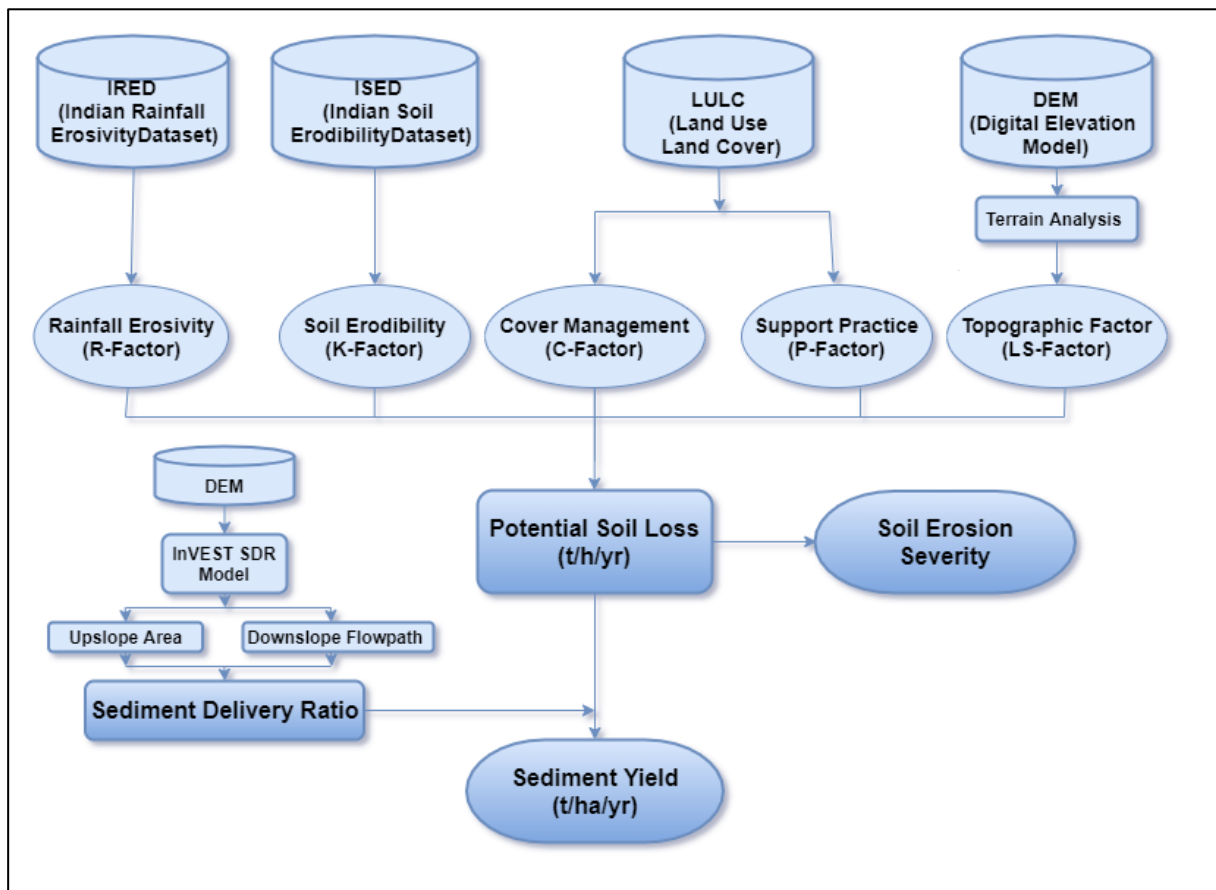 IRED
(Indian Rainfall
ErosivityDataset)
ISED
(Indian Soil
ErodibilityDataset)
LULC
(Land Use
Land Cover)
DEM
(Digital Elevation
Model)
Terrain Analysis
Rainfall Erosivity
(R-Factor)
Soil Erodibility
(K-Factor)
Cover Management
(C-Factor)
Support Practice
(P-Factor)
Topographic Factor
(LS-Factor)
DEM
InVEST SDR
Model
Upslope Area
Downslope Flowpath
Sediment Delivery Ratio
Potential Soil Loss
(t/h/yr)
Soil Erosion
Severity
Sediment Yield
(t/ha/yr)